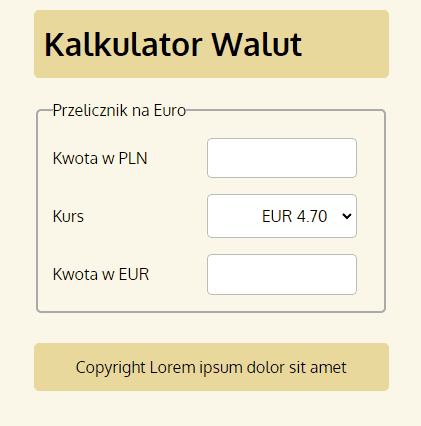 Kalkulator Walut
Przelicznik na Euro
Kwota w PLN
Kurs
EUR 4.70
Kwota w EUR
Copyright Lorem ipsum dolor sit amet